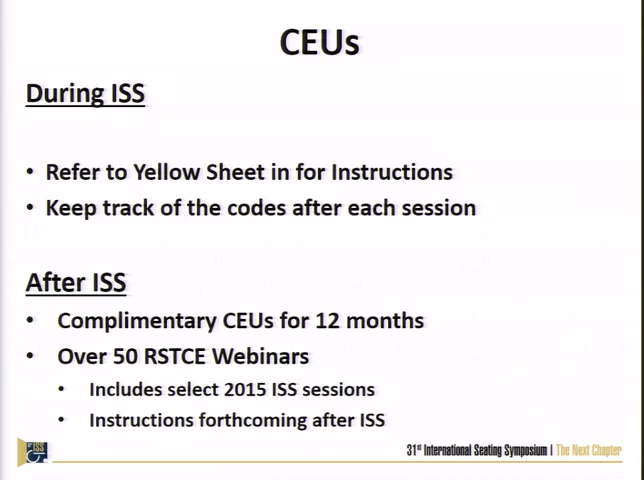 CEUs
During ISS
• Refer to Yellow Sheet in for Instructions
• Keep track of the codes after each session
After ISS
• Complimentary CEUs for 12 months
• Over 50 RSTCE Webinars
• Includes select 2015 ISS sessions
• Instructions forthcoming after ISS
ISS
31st International Seating Symposium | The Next Chapter